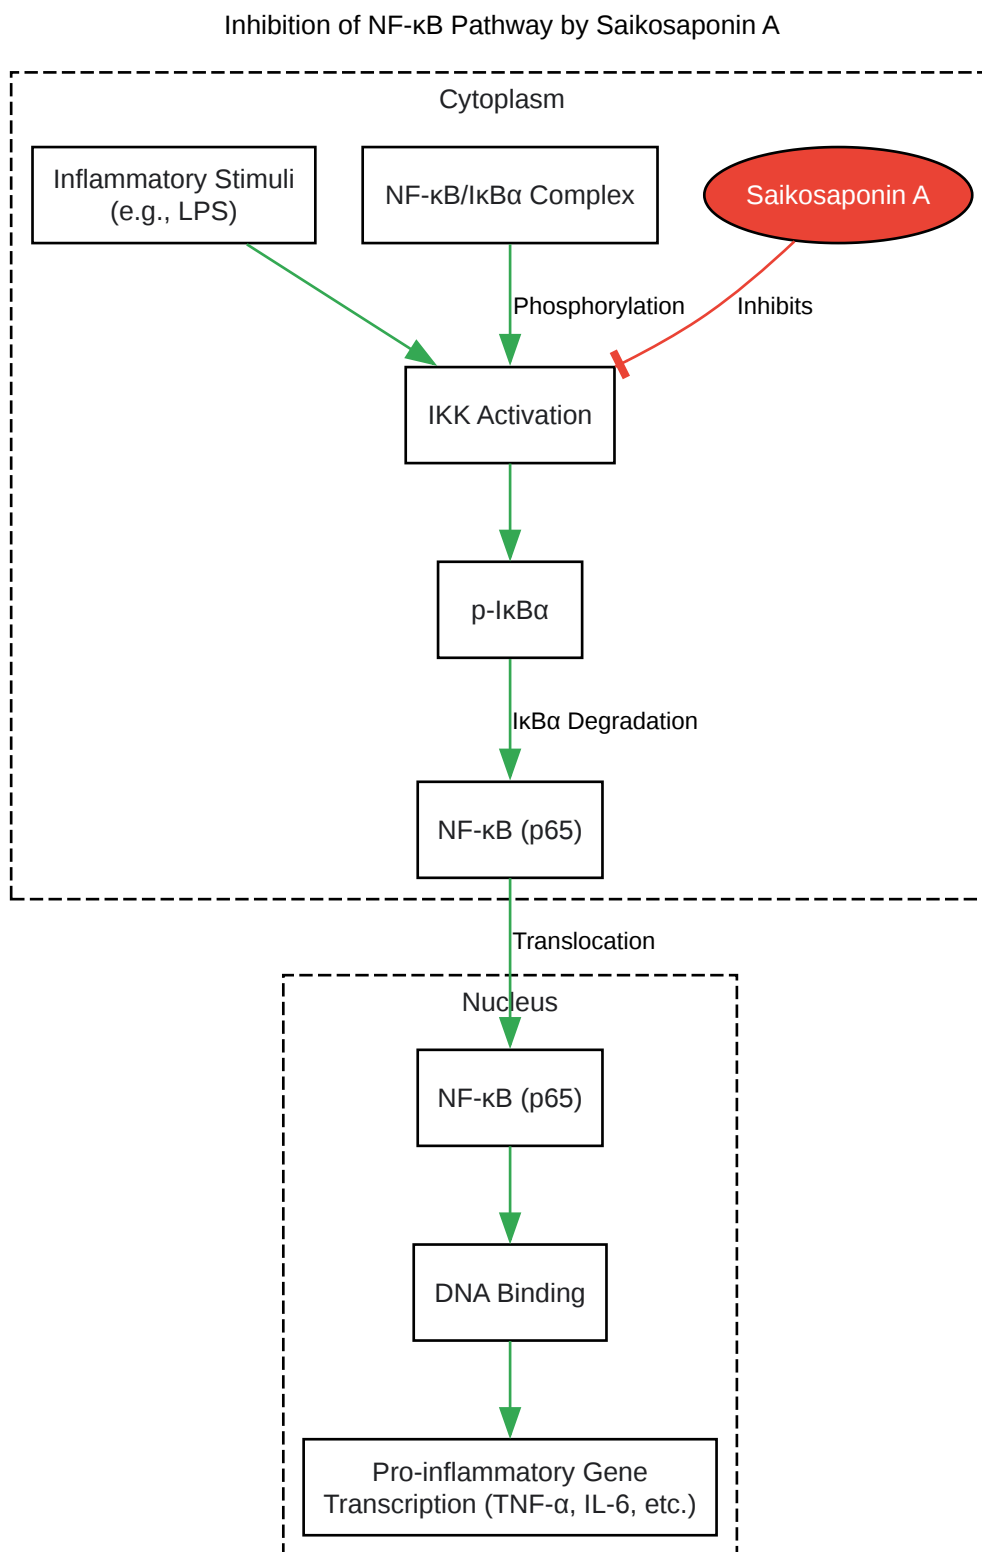 Inhibition of NF-κB Pathway by Saikosaponin A
Cytoplasm
Inflammatory Stimuli
(e.g., LPS)
NF-κB/IκBα Complex
Saikosaponin A
Phosphorylation
Inhibits
IKK Activation
p-IκBα
IκBα Degradation
NF-κB (p65)
Translocation
Nucleus
NF-κB (p65)
DNA Binding
Pro-inflammatory Gene
Transcription (TNF-α, IL-6, etc.)